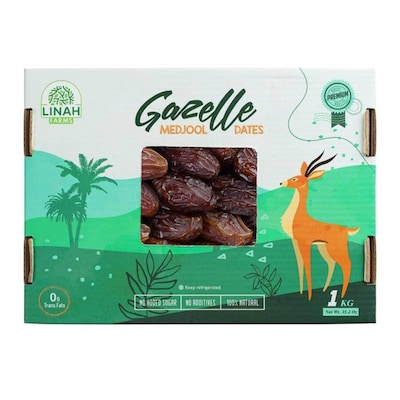 LINAH
FARMS
Gazelle
MEDJOOL DATES
PREMIUM
Keep refrigerated
0g
Trans Fats
NO ADDED SUGAR
NO ADDITIVES
100% NATURAL
1 KG
Net Wt. 35.2 Oz